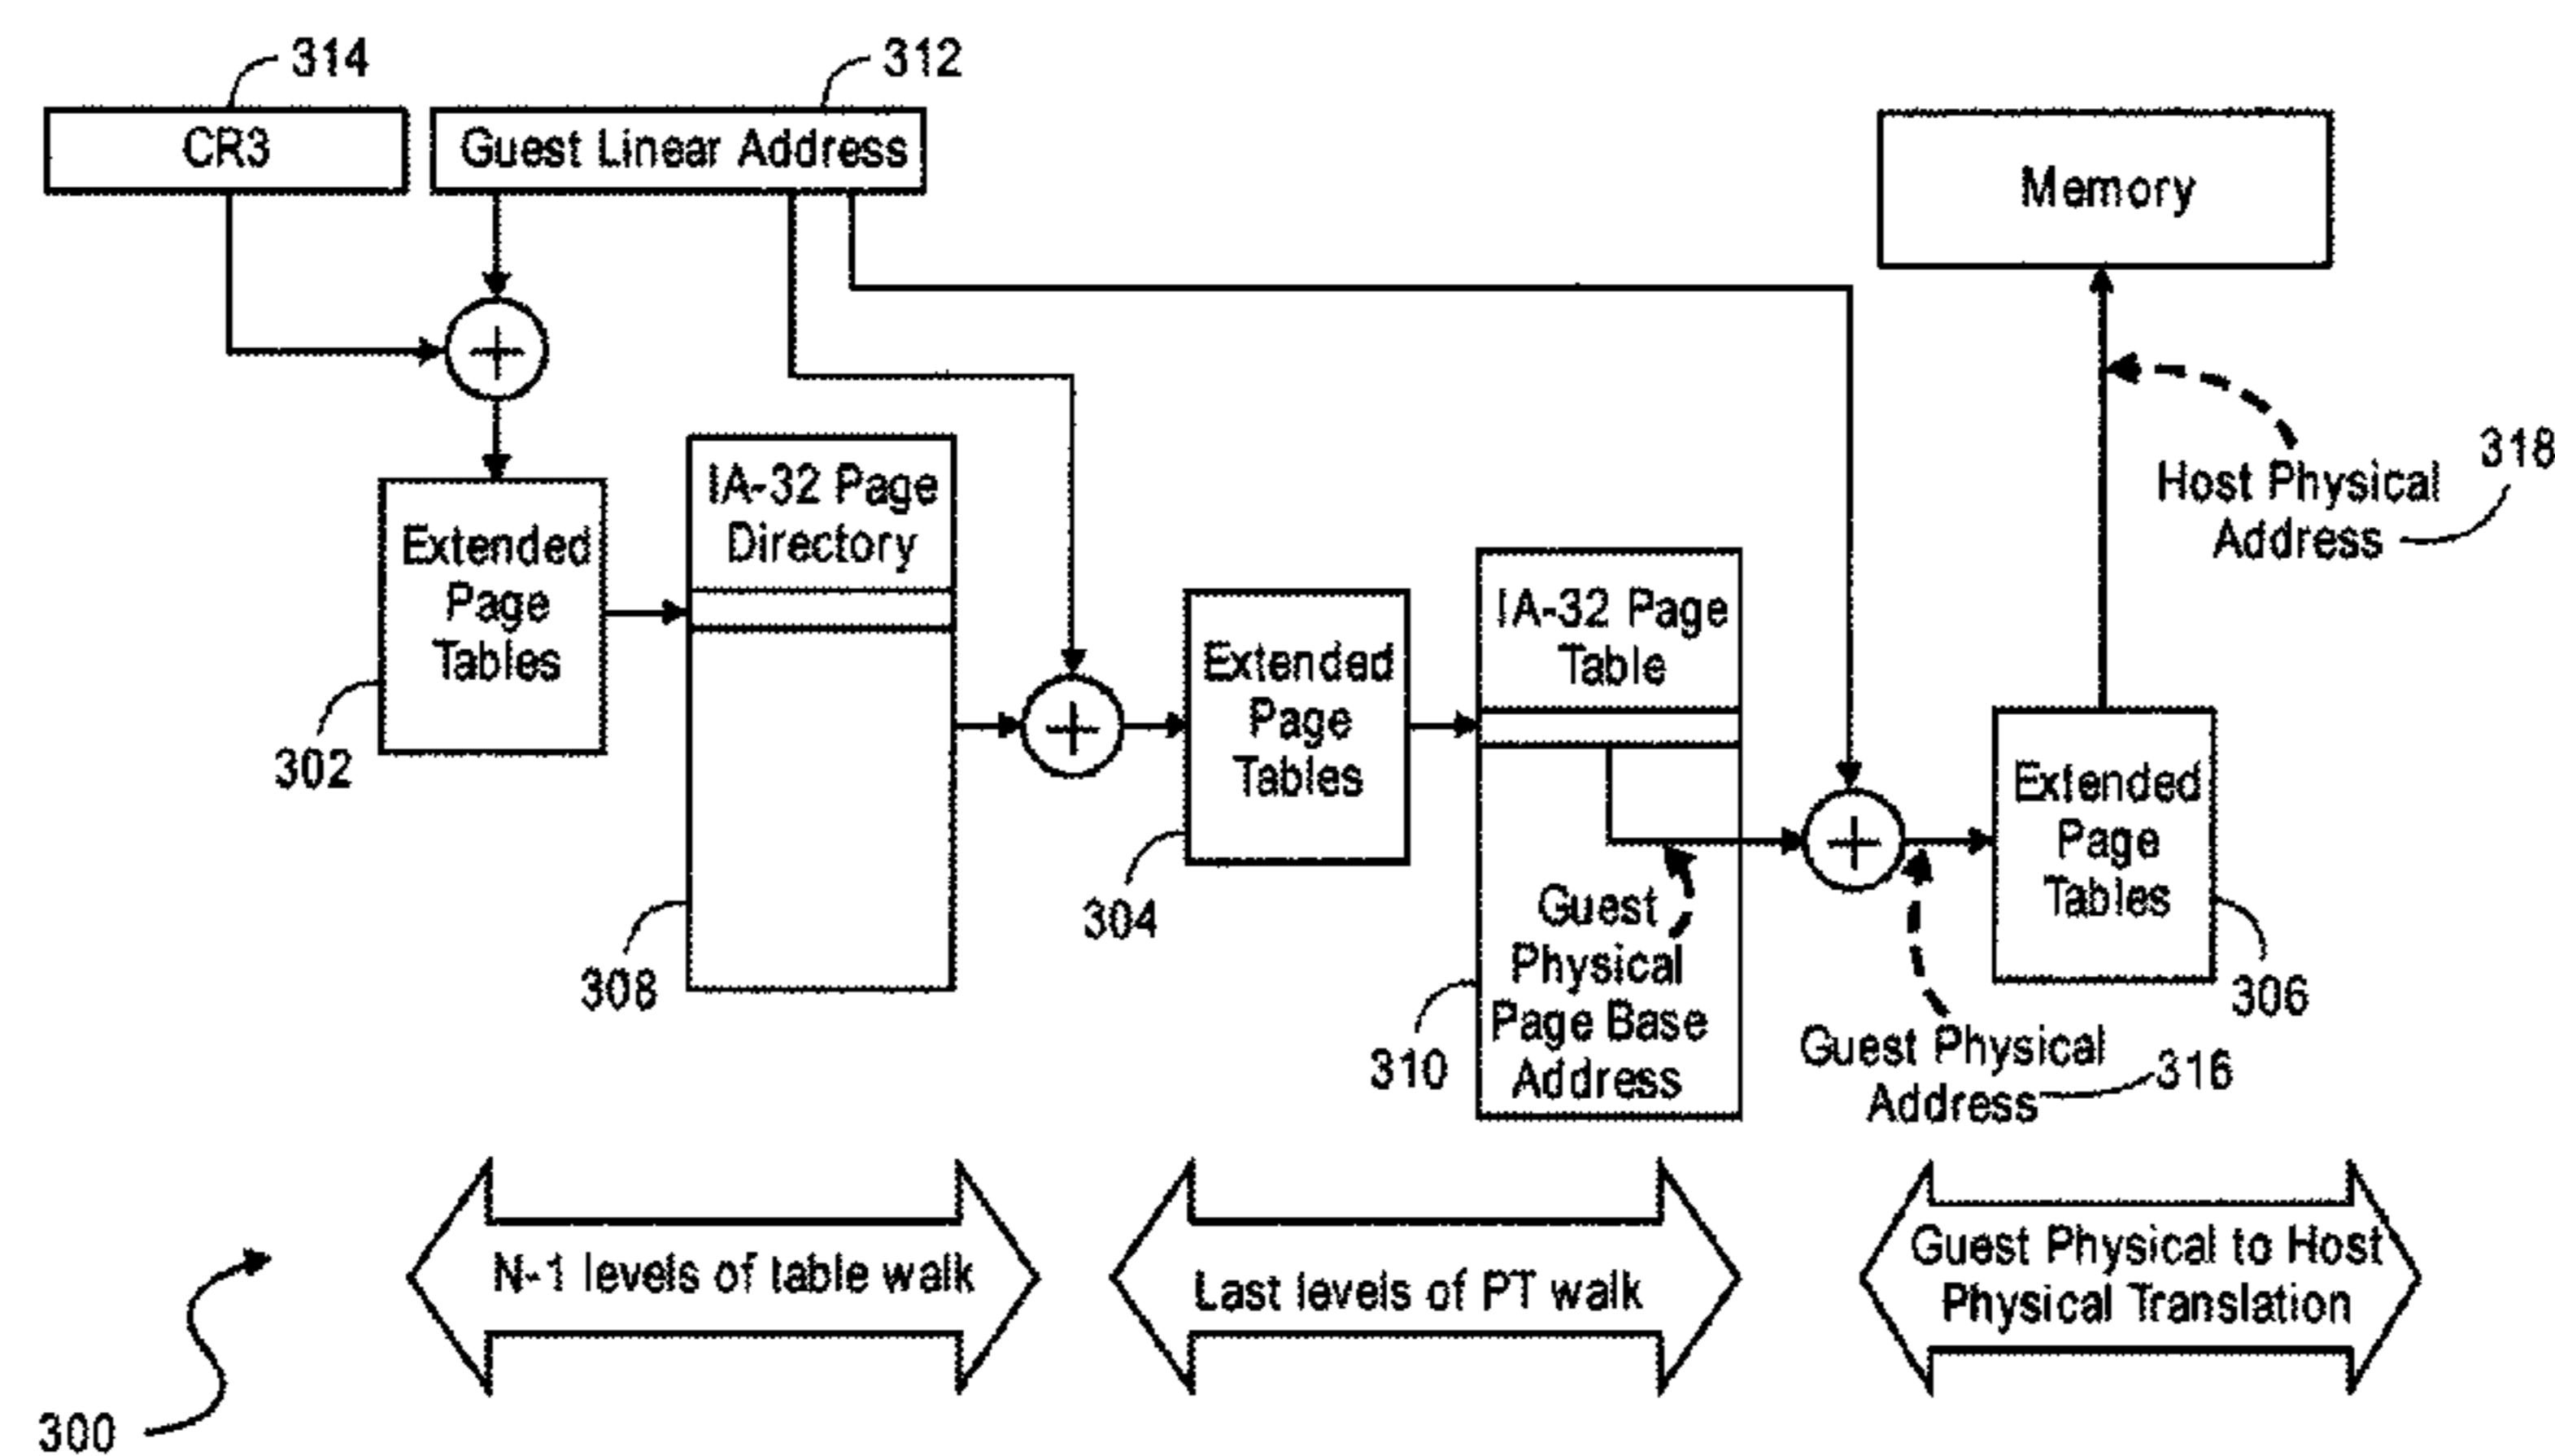 314
312
CR3
Guest Linear Address
Memory
318
Host Physical
Address
IA-32 Page
Directory
Extended
Page
Tables
302
308
IA-32 Page
Table
Extended
Page
Tables
304
Guest
Physical
Page Base
Address
310
Extended
Page
Tables
306
Guest Physical
Address
316
N-1 levels of table walk
Last levels of PT walk
Guest Physical to Host
Physical Translation
300